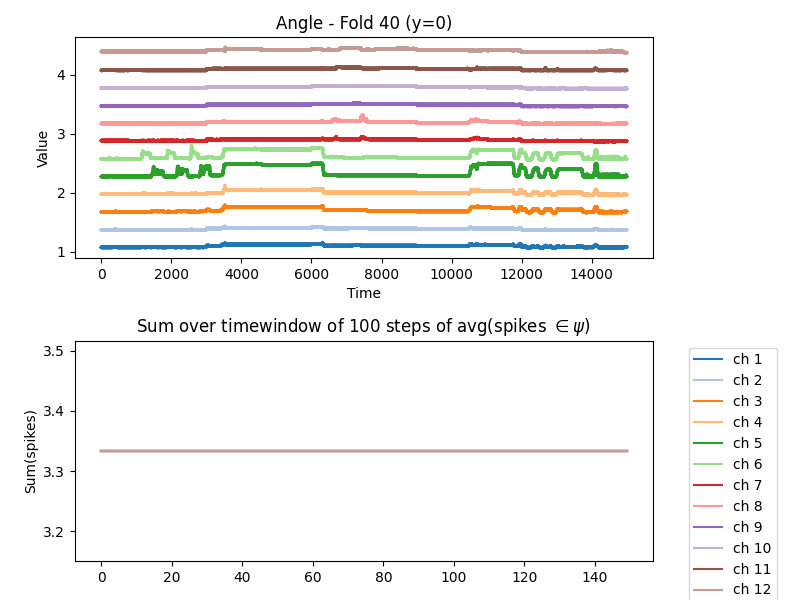 Angle - Fold 40 (y=0)
Value
4
3
2
1
0 2000 4000 6000 8000 10000 12000 14000
Time
Sum over timewindow of 100 steps of avg(spikes ∈ψ)
Sum(spikes)
3.5
3.4
3.3
3.2
0 20 40 60 80 100 120 140
ch 1
ch 2
ch 3
ch 4
ch 5
ch 6
ch 7
ch 8
ch 9
ch 10
ch 11
ch 12